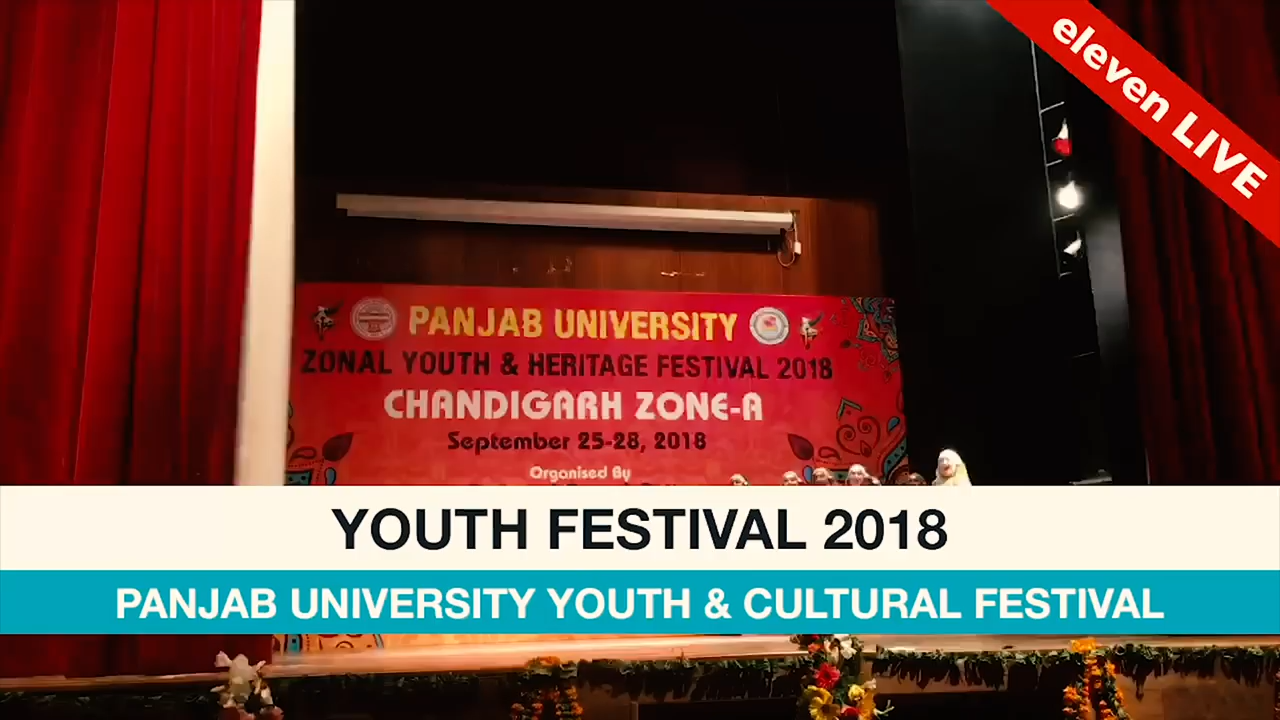 eleven LIVE
PANJAB UNIVERSITY
ZONAL YOUTH & HERITAGE FESTIVAL 2018
CHANDIGARH ZONE-A
September 25-28, 2018
Organised By
YOUTH FESTIVAL 2018
PANJAB UNIVERSITY YOUTH & CULTURAL FESTIVAL